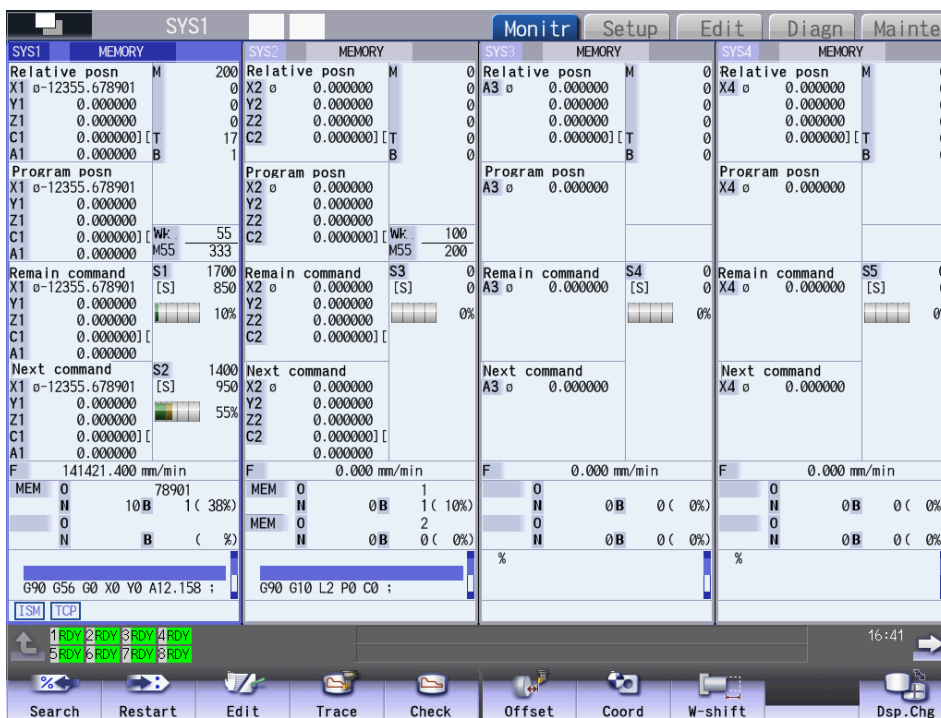 SYS1
Monitr Setup Edit Diagn Mainte
SYS1 MEMORY
Relative posn M 200
X1 ø-12355.678901 0
Y1 0.000000 0
Z1 0.000000 0
C1 0.000000][ T 17
A1 0.000000 B 1
Program posn
X1 ø-12355.678901
Y1 0.000000
Z1 0.000000
C1 0.000000][ Wk. 55
A1 0.000000 M55 333
Remain command S1 1700
X1 ø-12355.678901 [S] 850
Y1 0.000000
Z1 0.000000 10%
C1 0.000000][
A1 0.000000
Next command S2 1400
X1 ø-12355.678901 [S] 950
Y1 0.000000
Z1 0.000000 55%
C1 0.000000][
A1 0.000000
F 141421.400 mm/min
MEM O 78901
N 10 B 1( 38%)
O
N B ( %)
G90 G56 G0 X0 Y0 A12.158 ;
ISM TCP
SYS2 MEMORY
Relative posn M 0
X2 ø 0.000000 0
Y2 0.000000 0
Z2 0.000000 0
C2 0.000000][ T 0
B 0
Program posn
X2 ø 0.000000
Y2 0.000000
Z2 0.000000
C2 0.000000][ Wk. 100
M55 200
Remain command S3 0
X2 ø 0.000000 [S] 0
Y2 0.000000
Z2 0.000000 0%
C2 0.000000][
Next command
X2 ø 0.000000
Y2 0.000000
Z2 0.000000
C2 0.000000][
0.000000
F 0.000 mm/min
MEM O 1
N 0 B 1( 10%)
MEM O 2
N 0 B 0( 0%)
G90 G10 L2 P0 C0 ;
SYS3 MEMORY
Relative posn M 0
A3 ø 0.000000 0
0.000000 0
0.000000 0
0.000000][ T 0
B 0
Program posn
A3 ø 0.000000
Remain command S4 0
A3 ø 0.000000 [S] 0
0%
Next command
A3 ø 0.000000
F 0.000 mm/min
O
N 0 B 0( 0%)
O
N 0 B 0( 0%)
%
SYS4 MEMORY
Relative posn M
X4 ø 0.000000
0.000000
0.000000
0.000000][ T
B
Program posn
X4 ø 0.000000
Remain command S5
X4 ø 0.000000 [S]
Next command
X4 ø 0.000000
F 0.000 mm/min
O
N 0 B 0( 0%
O
N 0 B 0( 0%
%
1 RDY 2 RDY 3 RDY 4 RDY
5 RDY 6 RDY 7 RDY 8 RDY
16:41
Search Restart Edit Trace Check Offset Coord W-shift Dsp.Chg